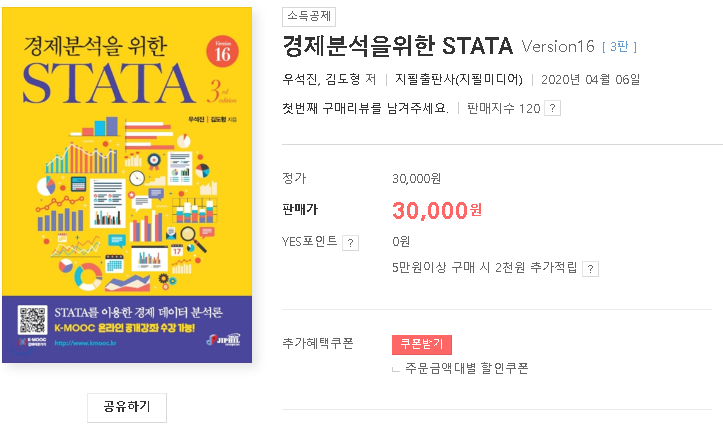 경제분석을 위한
Version
16
STATA
3rd
edition
우석진 | 김도형 지음
17
STATA를 이용한 경제 데이터 분석론
K-MOOC 온라인 공개강좌 수강 가능!
K-MOOC
http://www.kmooc.kr
JIPHIL
공유하기
소득공제
경제분석을위한 STATA Version16 [ 3판 ]
우석진, 김도형 저 | 지필출판사(지필미디어) | 2020년 04월 06일
첫번째 구매리뷰를 남겨주세요. | 판매지수 120 ?
정가 30,000원
판매가 30,000원
YES포인트 ? 0원
5만원이상 구매 시 2천원 추가적립 ?
추가혜택쿠폰 쿠폰받기
주문금액대별 할인쿠폰